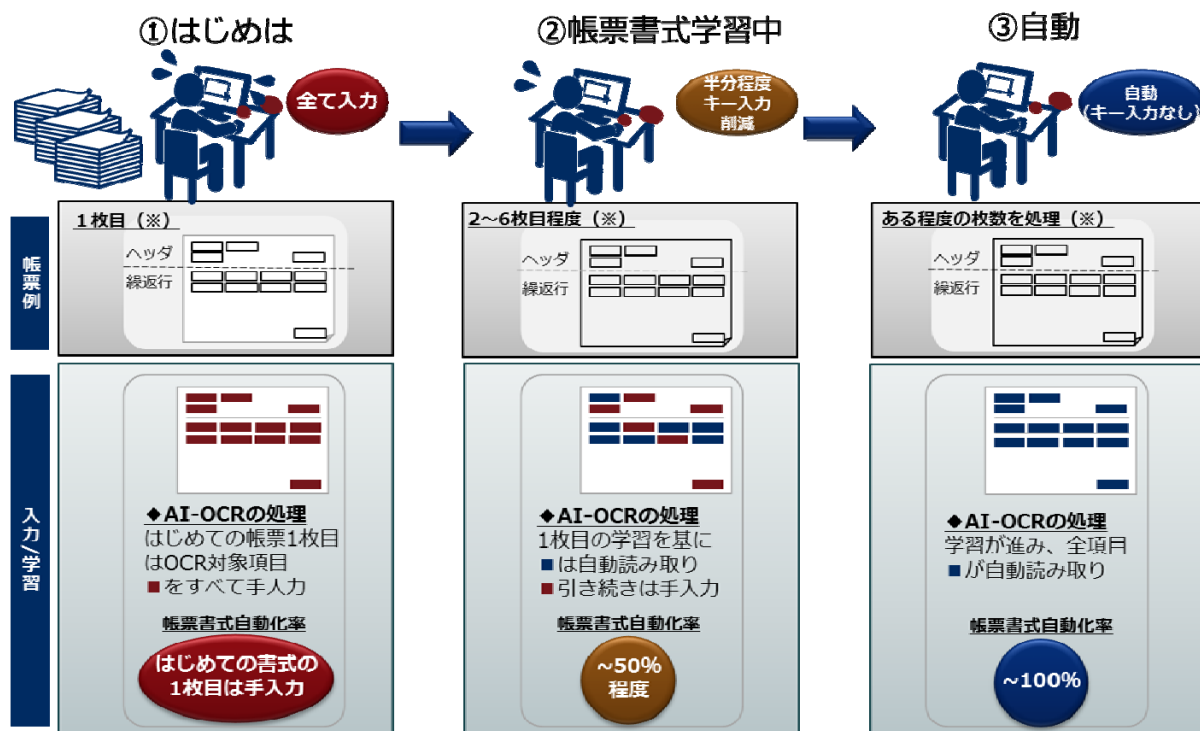 ①はじめは
全て入力
②帳票書式学習中
半分程度
キー入力
削減
③自動
自動
(キー入力なし)
帳票例
1枚目（※）
ヘッダ
繰返行
2～6枚目程度（※）
ヘッダ
繰返行
ある程度の枚数を処理（※）
ヘッダ
繰返行
入力/学習
◆AI-OCRの処理
はじめての帳票1枚目
はOCR対象項目
■をすべて手入力
帳票書式自動化率
はじめての書式の
1枚目は手入力
◆AI-OCRの処理
1枚目の学習を基に
■は自動読み取り
■引き続きは手入力
帳票書式自動化率
~50%
程度
◆AI-OCRの処理
学習が進み、全項目
■が自動読み取り
帳票書式自動化率
~100%